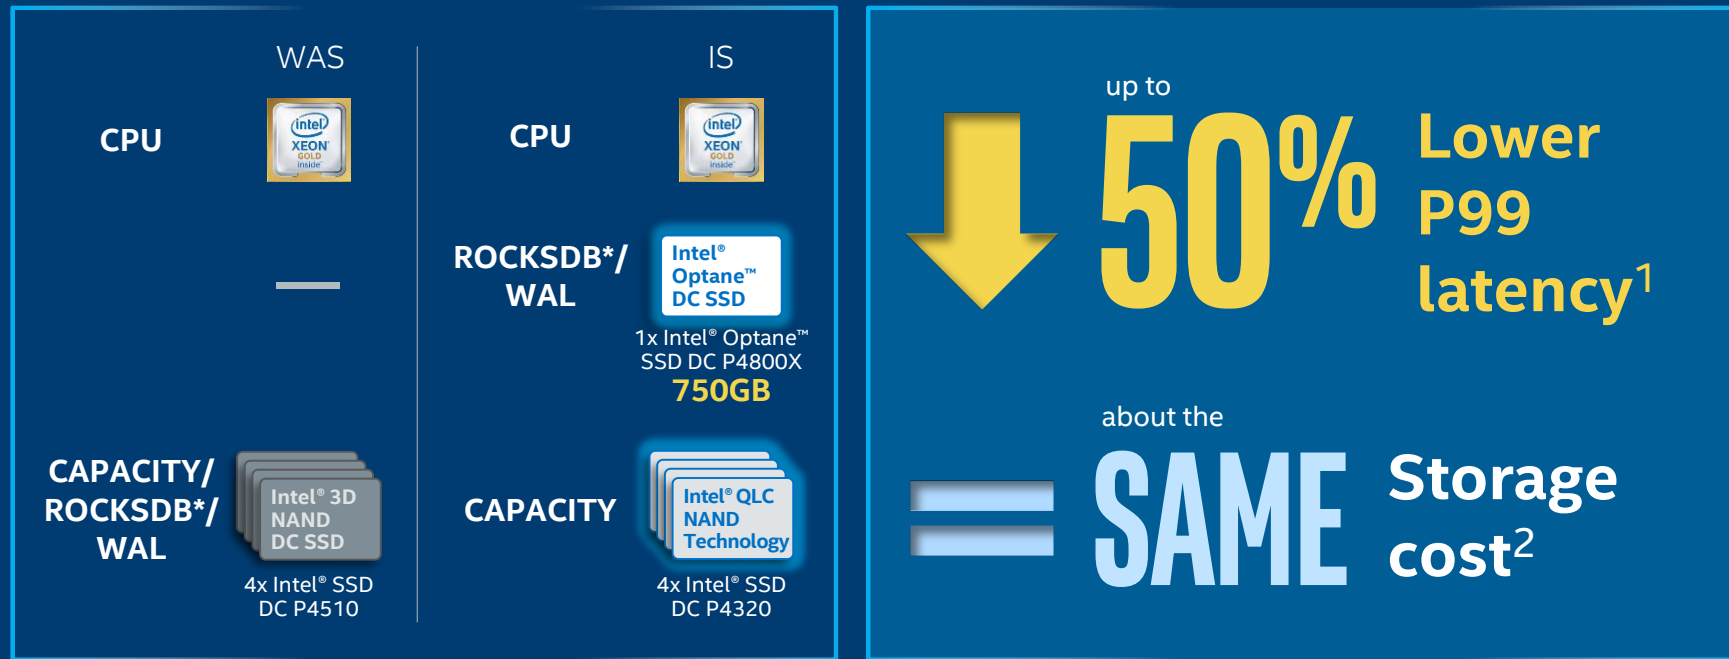 WAS
CPU
intel
XEON
GOLD
inside™
CAPACITY/
ROCKSDB*/
WAL
Intel® 3D
NAND
DC SSD
4x Intel® SSD
DC P4510
IS
CPU
intel
XEON
GOLD
inside™
ROCKSDB*/
WAL
Intel®
Optane™
DC SSD
1x Intel® Optane™
SSD DC P4800X
750GB
CAPACITY
Intel® QLC
NAND
Technology
4x Intel® SSD
DC P4320
up to
50%
Lower
P99
latency1
about the
SAME
Storage
cost2